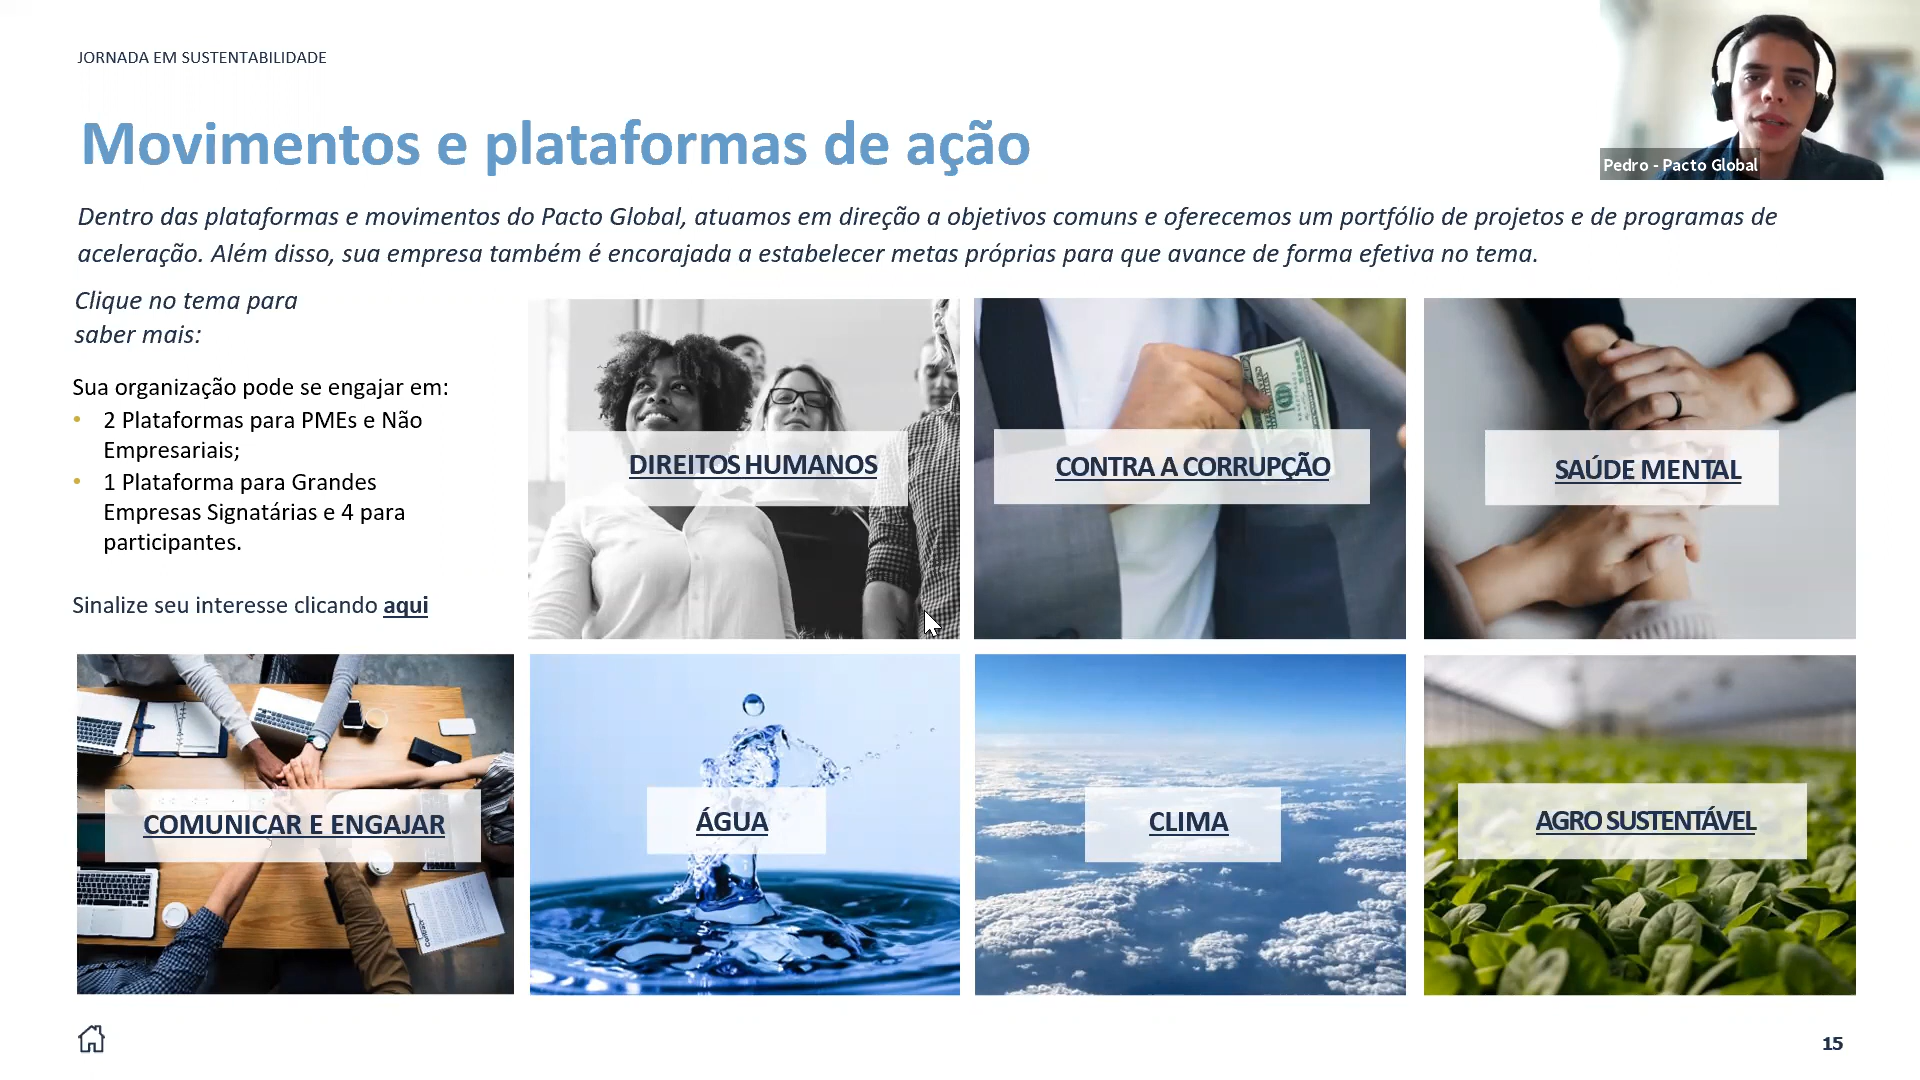 JORNADA EM SUSTENTABILIDADE
Pedro - Pacto Global
Movimentos e plataformas de ação
Dentro das plataformas e movimentos do Pacto Global, atuamos em direção a objetivos comuns e oferecemos um portfólio de projetos e de programas de
aceleração. Além disso, sua empresa também é encorajada a estabelecer metas próprias para que avance de forma efetiva no tema.
Clique no tema para
saber mais:
Sua organização pode se engajar em:
• 2 Plataformas para PMEs e Não
Empresariais;
• 1 Plataforma para Grandes
Empresas Signatárias e 4 para
participantes.
Sinalize seu interesse clicando aqui
DIREITOS HUMANOS
CONTRA A CORRUPÇÃO
SAÚDE MENTAL
COMUNICAR E ENGAJAR
ÁGUA
CLIMA
AGRO SUSTENTÁVEL
15